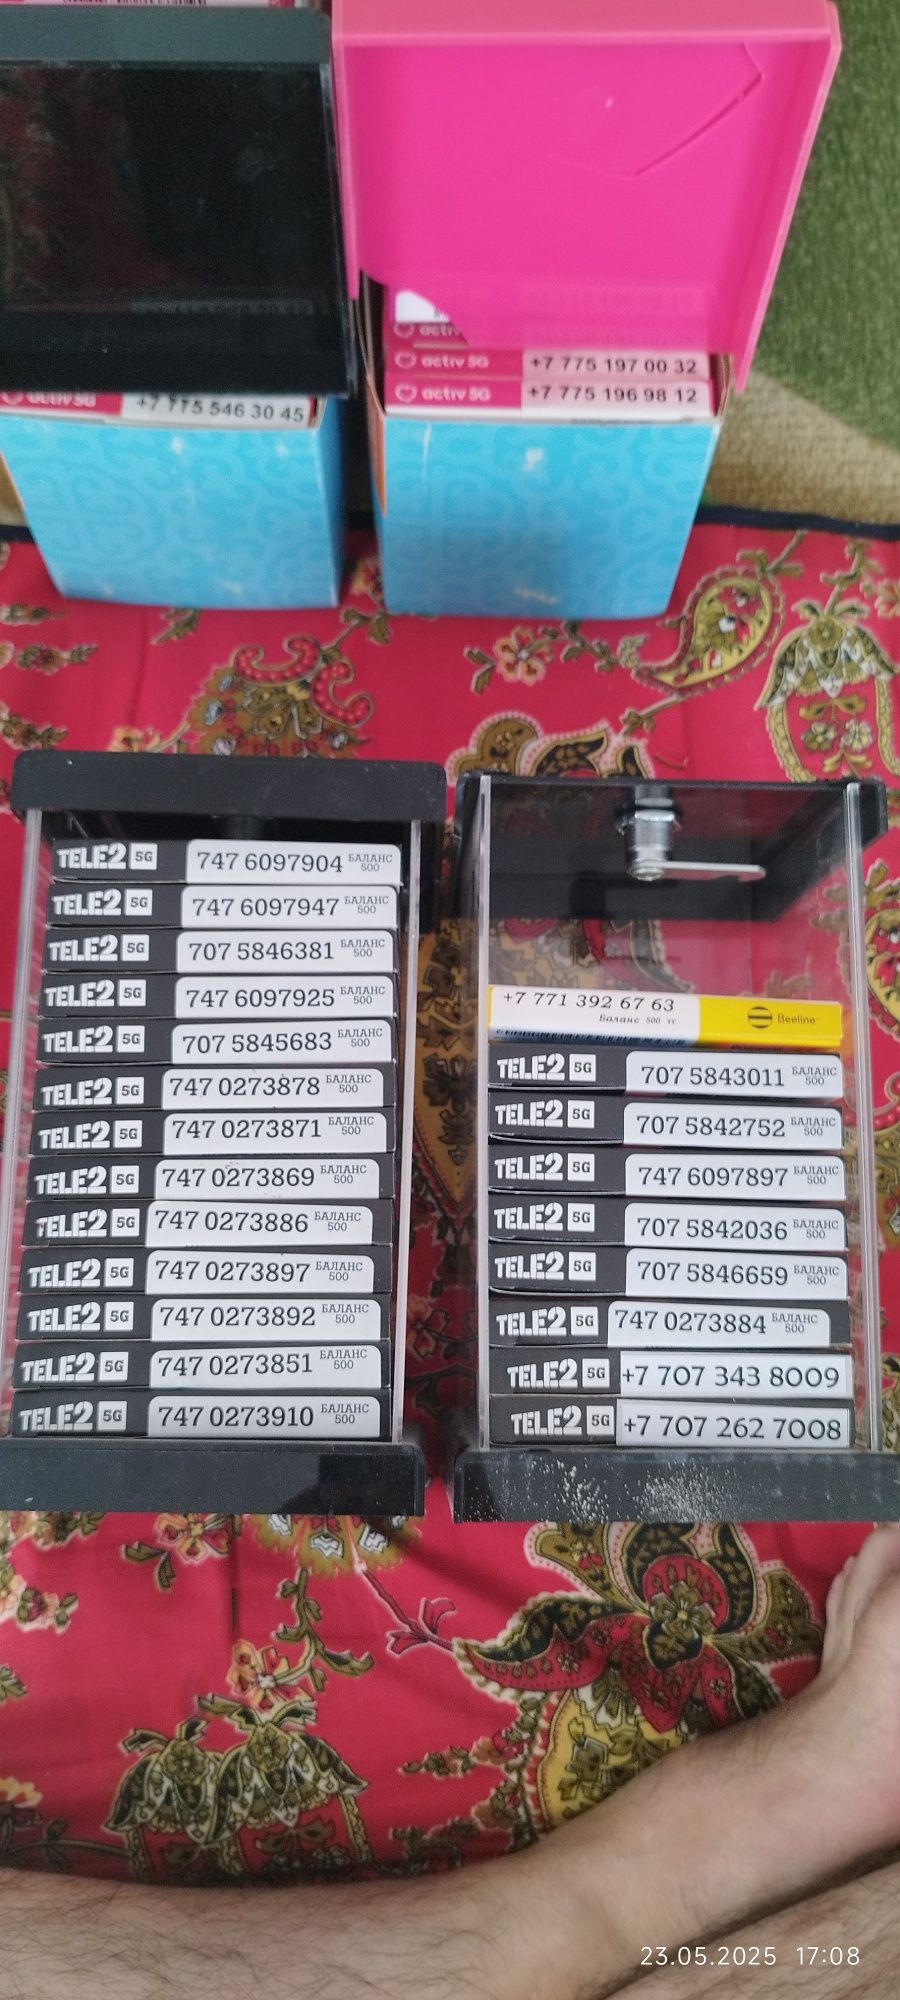 activ 5G
activ 5G +7 775 197 00 32
activ 5G +7 775 196 98 12
activ 5G +7 775 546 30 45
TELE2 5G 747 6097904 БАЛАНС 500
TELE2 5G 747 6097947 БАЛАНС 500
TELE2 5G 707 5846381 БАЛАНС 500
TELE2 5G 747 6097925 БАЛАНС 500
TELE2 5G 707 5845683 БАЛАНС 500
TELE2 5G 747 0273878 БАЛАНС 500
TELE2 5G 747 0273871 БАЛАНС 500
TELE2 5G 747 0273869 БАЛАНС 500
TELE2 5G 747 0273886 БАЛАНС 500
TELE2 5G 747 0273897 БАЛАНС 500
TELE2 5G 747 0273892 БАЛАНС 500
TELE2 5G 747 0273851 БАЛАНС 500
TELE2 5G 747 0273910 БАЛАНС 500
+7 771 392 67 63 Beeline
Баланс 500 тг
TELE2 5G 707 5843011 БАЛАНС 500
TELE2 5G 707 5842752 БАЛАНС 500
TELE2 5G 747 6097897 БАЛАНС 500
TELE2 5G 707 5842036 БАЛАНС 500
TELE2 5G 707 5846659 БАЛАНС 500
TELE2 5G 747 0273884 БАЛАНС 500
TELE2 5G +7 707 343 8009
TELE2 5G +7 707 262 7008
23.05.2025 17:08